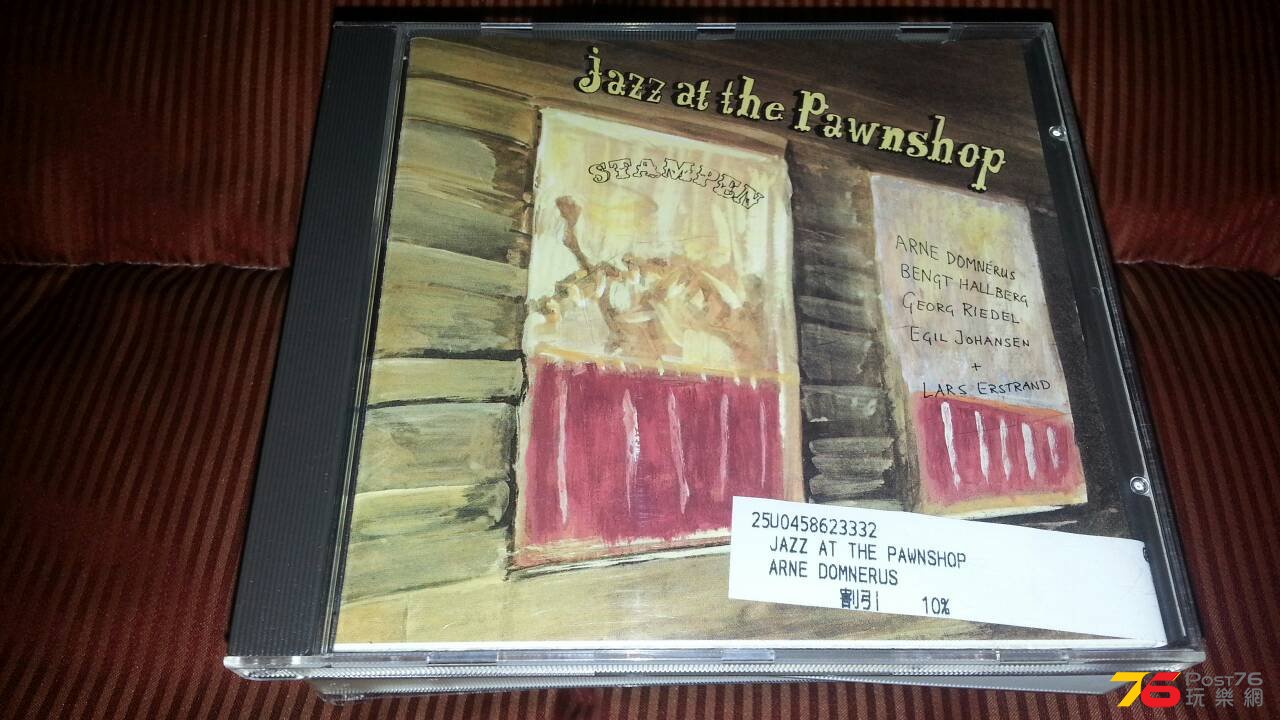 jazz at the Pawnshop
STAMPEN
ARNE DOMNÉRUS
BENGT HALLBERG
GEORG RIEDEL
EGIL JOHANSEN
+
LARS ERSTRAND
25U0458623332
JAZZ AT THE PAWNSHOP
ARNE DOMNERUS
割引 10%
76 Post76
玩樂網